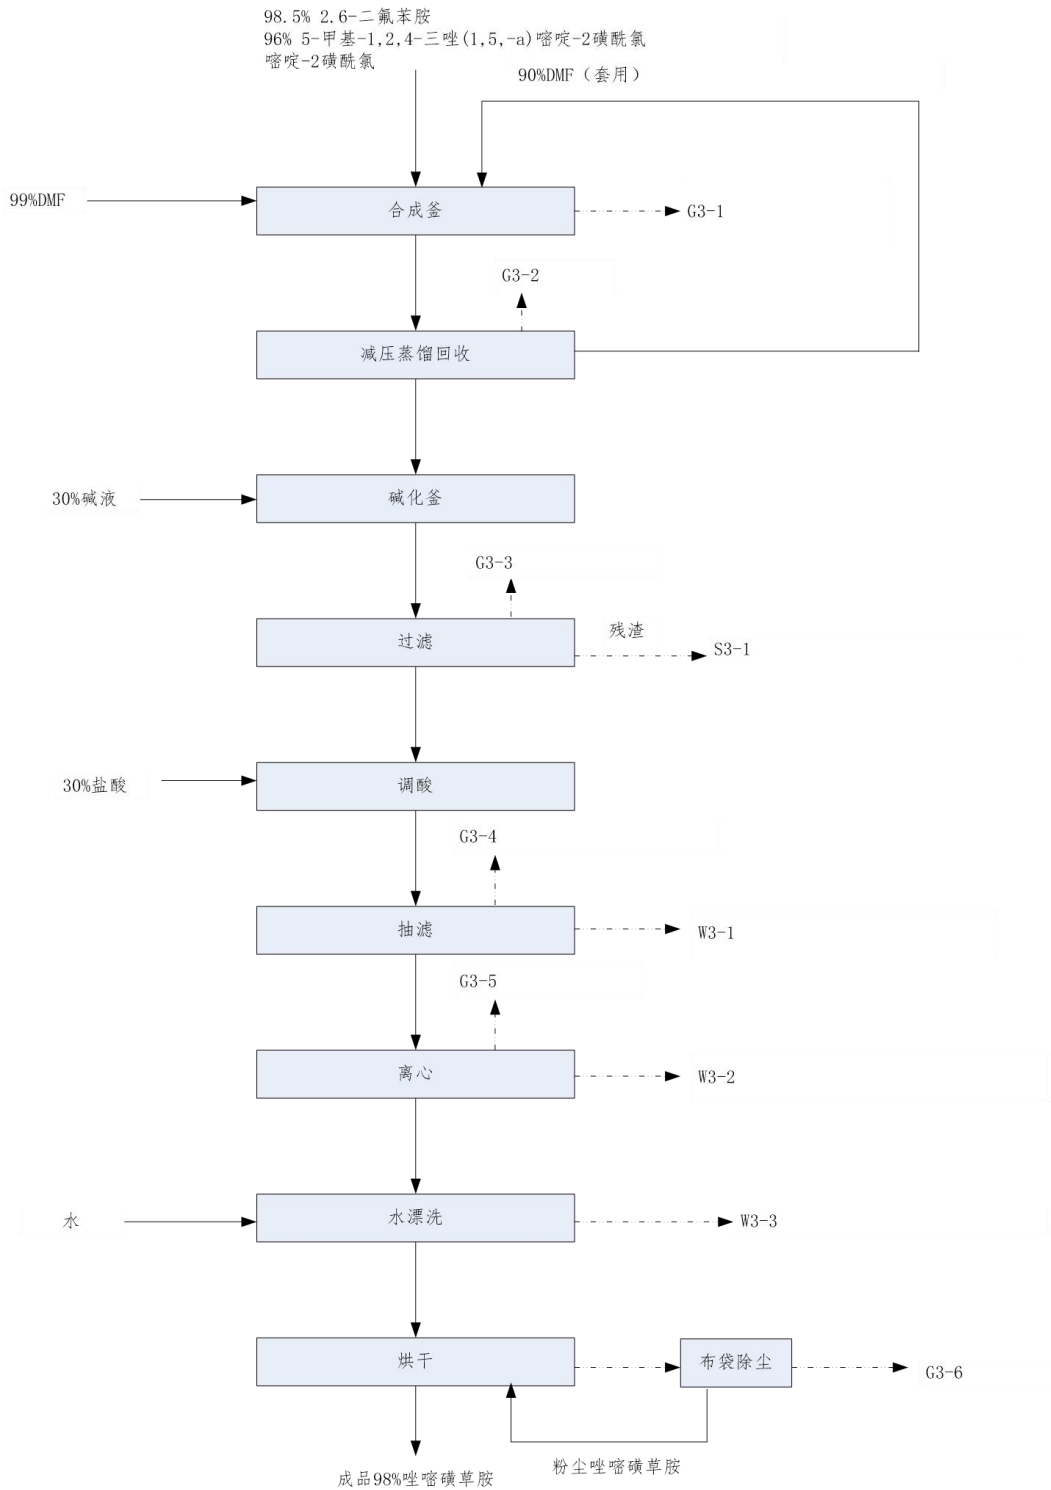 98.5% 2.6-二氟苯胺
96% 5-甲基-1,2,4-三唑(1,5,-a)嘧啶-2磺酰氯
嘧啶-2磺酰氯
90%DMF（套用）
99%DMF
合成釜
G3-1
G3-2
减压蒸馏回收
30%碱液
碱化釜
G3-3
过滤
残渣
S3-1
30%盐酸
调酸
G3-4
抽滤
W3-1
G3-5
离心
W3-2
水
水漂洗
W3-3
烘干
布袋除尘
G3-6
粉尘唑嘧磺草胺
成品98%唑嘧磺草胺